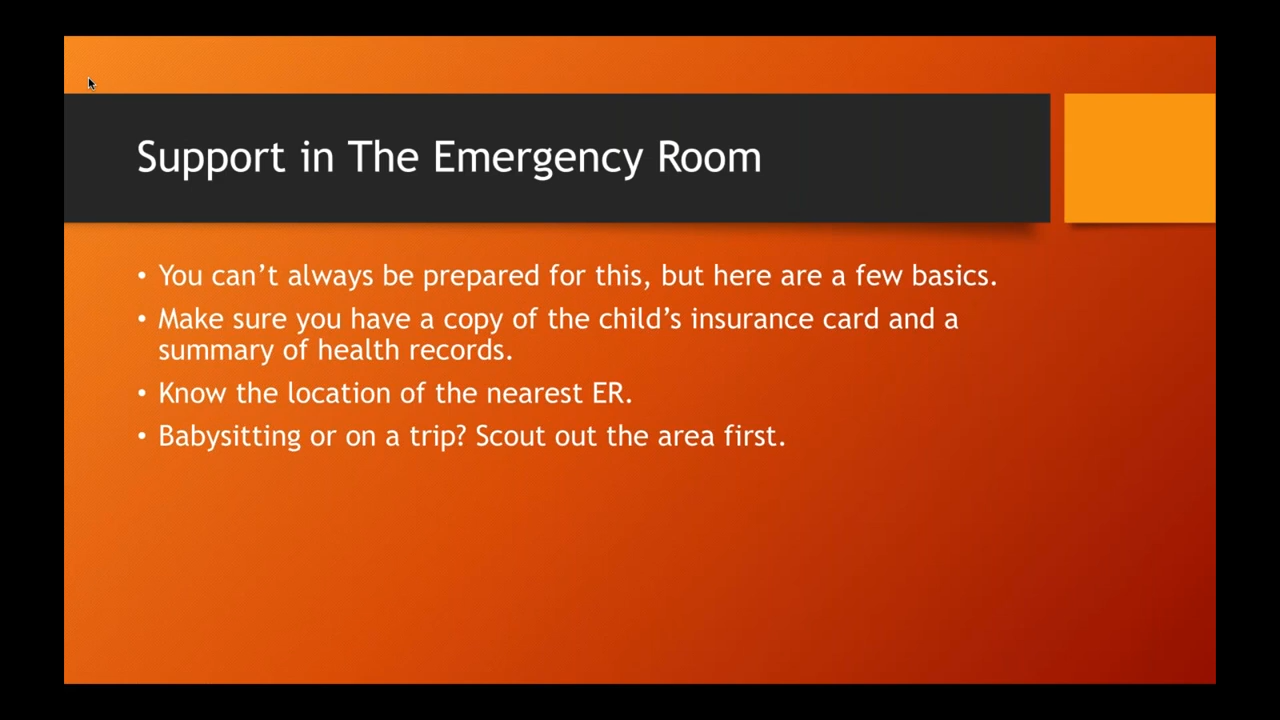 Support in The Emergency Room
• You can’t always be prepared for this, but here are a few basics.
• Make sure you have a copy of the child’s insurance card and a
summary of health records.
• Know the location of the nearest ER.
• Babysitting or on a trip? Scout out the area first.